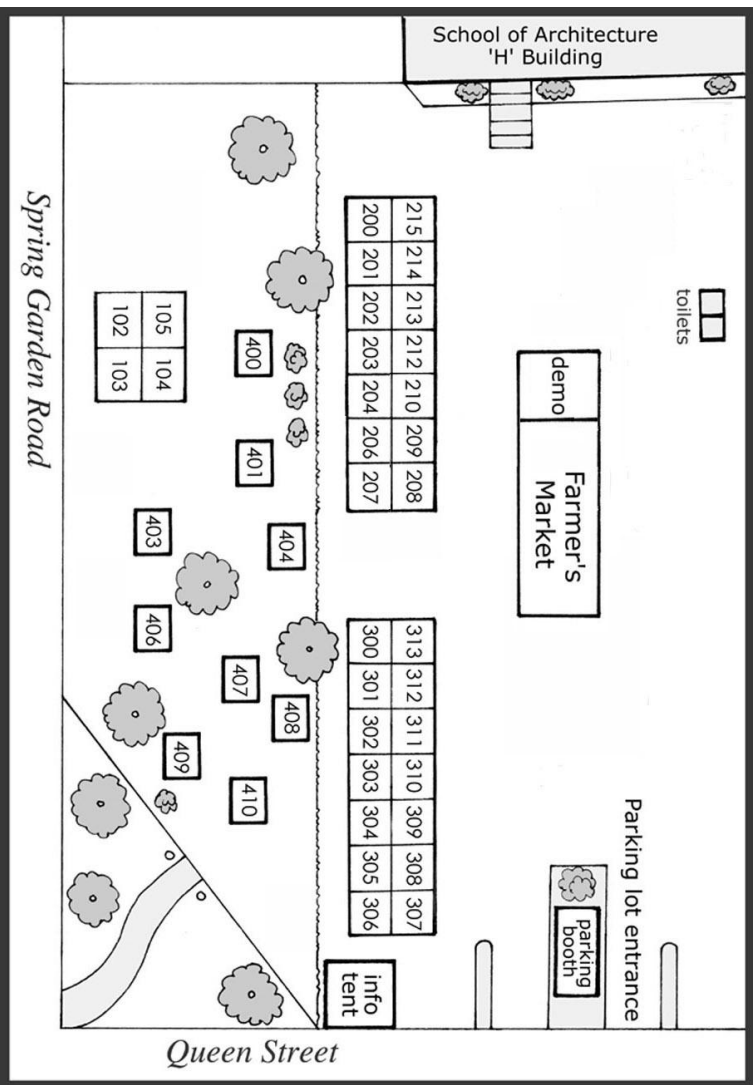 School of Architecture
'H' Building
Spring Garden Road
toilets
200 215
201 214
202 213
203 212
204 210
206 209
207 208
102 105
103 104
400
401
403
404
406
407
408
409
410
demo
Farmer's
Market
300 313
301 312
302 311
303 310
304 309
305 308
306 307
Parking lot entrance
parking
booth
info
tent
Queen Street